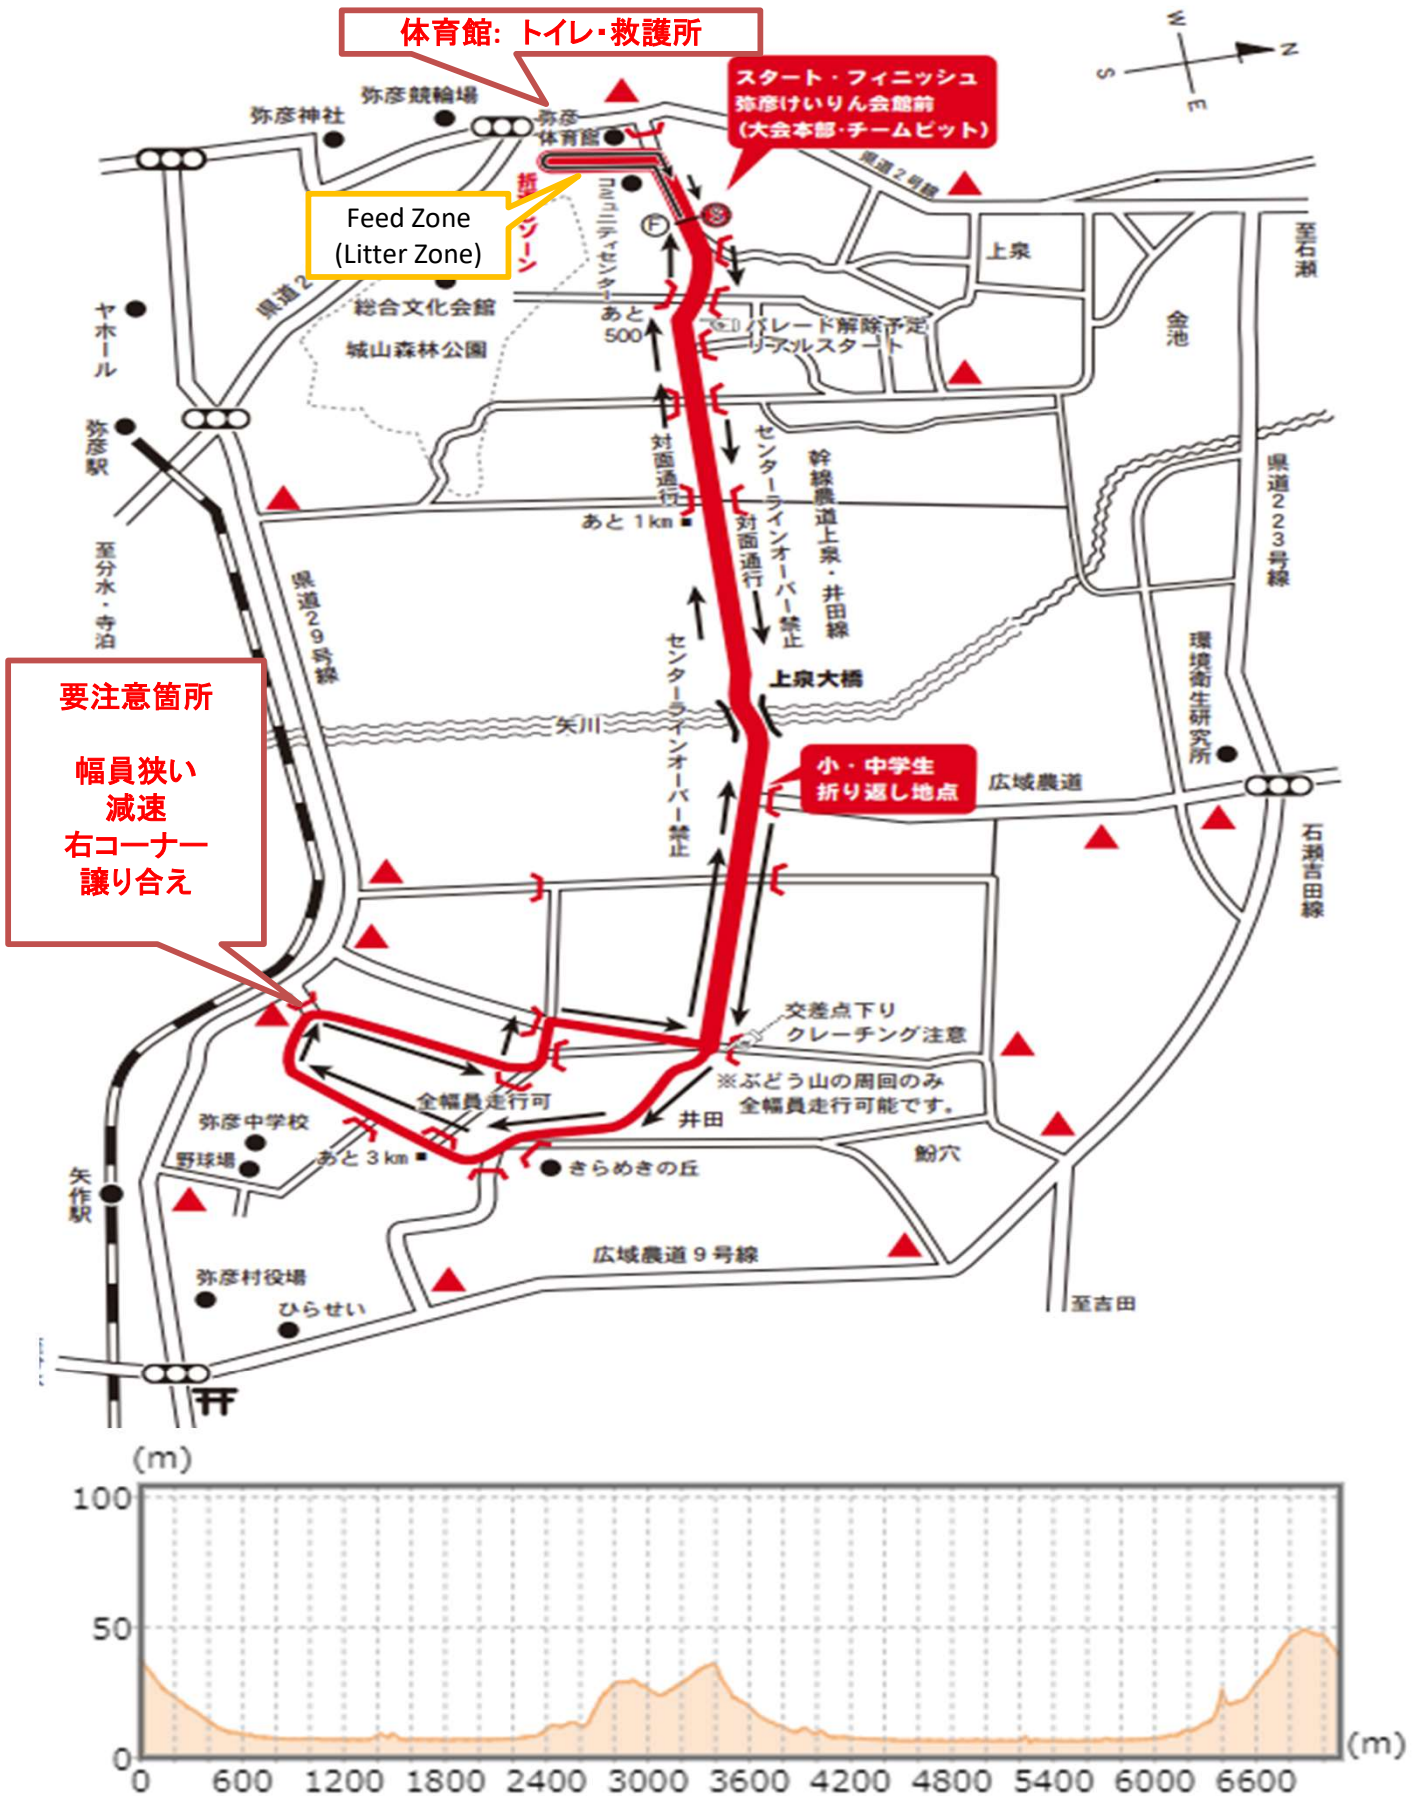 体育館: トイレ・救護所
スタート・フィニッシュ
弥彦けいりん会館前
(大会本部・チームピット)
W
N
S
E
弥彦神社
弥彦競輪場
弥彦
体育館
県道2号線
Feed Zone
(Litter Zone)
コミュニティセンター
F
S
上泉
至石瀬
金池
ヤホール
県道2
総合文化会館
城山森林公園
あと
500
パレード解除予定
リアルスタート
弥彦駅
対面通行
センターラインオーバー禁止
幹線農道上泉・井田線
県道223号線
あと1km
対面通行
至分水・寺泊
県道29号線
センターラインオーバー禁止
環境衛生研究所
要注意箇所
幅員狭い
減速
右コーナー
譲り合え
上泉大橋
矢川
小・中学生
折り返し地点
広域農道
石瀬吉田線
交差点下り
クレーチング注意
※ぶどう山の周回のみ
全幅員走行可能です。
全幅員走行可
井田
弥彦中学校
野球場
あと3km
きらめきの丘
鮒穴
矢作駅
広域農道9号線
弥彦村役場
ひらせい
至吉田
(m)
100
50
0
(m)
0 600 1200 1800 2400 3000 3600 4200 4800 5400 6000 6600